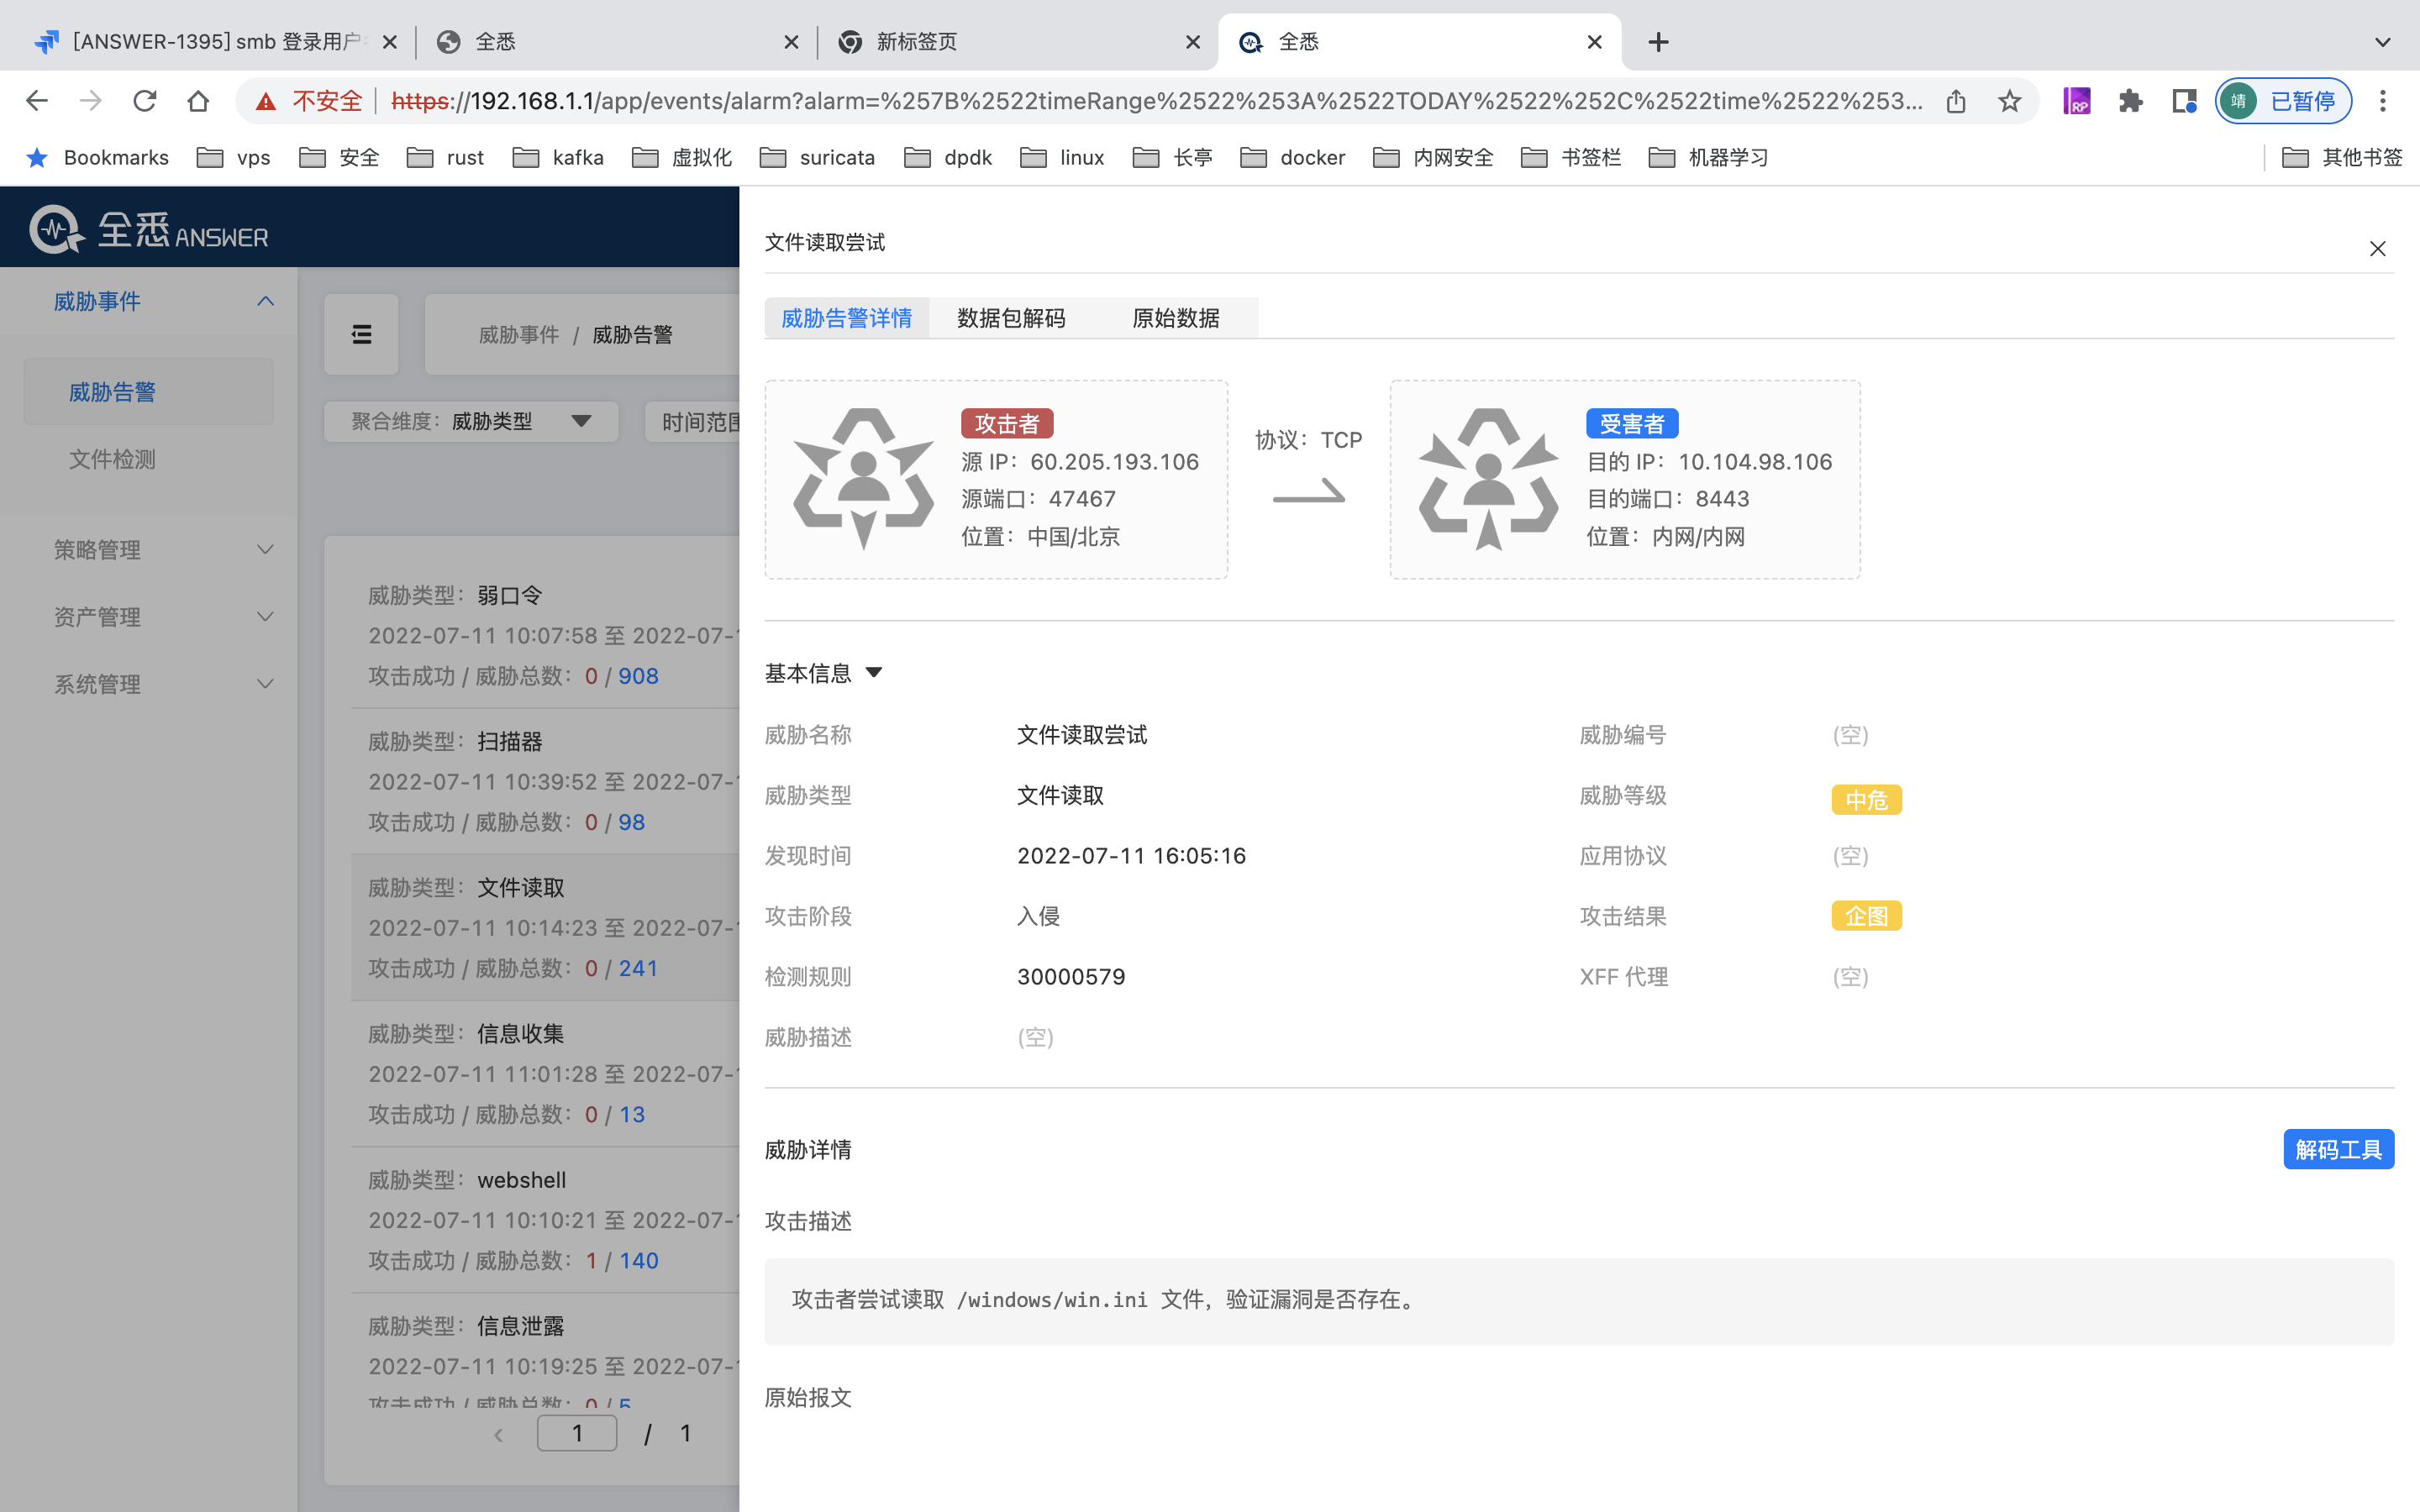 [ANSWER-1395] smb 登录用户
全悉
新标签页
全悉
不安全
https://192.168.1.1/app/events/alarm?alarm=%257B%2522timeRange%2522%253A%2522TODAY%2522%252C%2522time%2522%253...
RP
靖
已暂停
Bookmarks
vps
安全
rust
kafka
虚拟化
suricata
dpdk
linux
长亭
docker
内网安全
书签栏
机器学习
其他书签
全悉 ANSWER
威胁事件
威胁告警
文件检测
策略管理
资产管理
系统管理
威胁事件 / 威胁告警
聚合维度：威胁类型
时间范围
威胁类型：弱口令
2022-07-11 10:07:58 至 2022-07-
攻击成功 / 威胁总数：0 / 908
威胁类型：扫描器
2022-07-11 10:39:52 至 2022-07-
攻击成功 / 威胁总数：0 / 98
威胁类型：文件读取
2022-07-11 10:14:23 至 2022-07-
攻击成功 / 威胁总数：0 / 241
威胁类型：信息收集
2022-07-11 11:01:28 至 2022-07-
攻击成功 / 威胁总数：0 / 13
威胁类型：webshell
2022-07-11 10:10:21 至 2022-07-
攻击成功 / 威胁总数：1 / 140
威胁类型：信息泄露
2022-07-11 10:19:25 至 2022-07-
攻击成功 / 威胁总数：0 / 5
1 / 1
文件读取尝试
威胁告警详情
数据包解码
原始数据
攻击者
源 IP：60.205.193.106
源端口：47467
位置：中国/北京
协议：TCP
受害者
目的 IP：10.104.98.106
目的端口：8443
位置：内网/内网
基本信息
威胁名称 文件读取尝试 威胁编号 (空)
威胁类型 文件读取 威胁等级 中危
发现时间 2022-07-11 16:05:16 应用协议 (空)
攻击阶段 入侵 攻击结果 企图
检测规则 30000579 XFF 代理 (空)
威胁描述 (空)
威胁详情
解码工具
攻击描述
攻击者尝试读取 /windows/win.ini 文件，验证漏洞是否存在。
原始报文